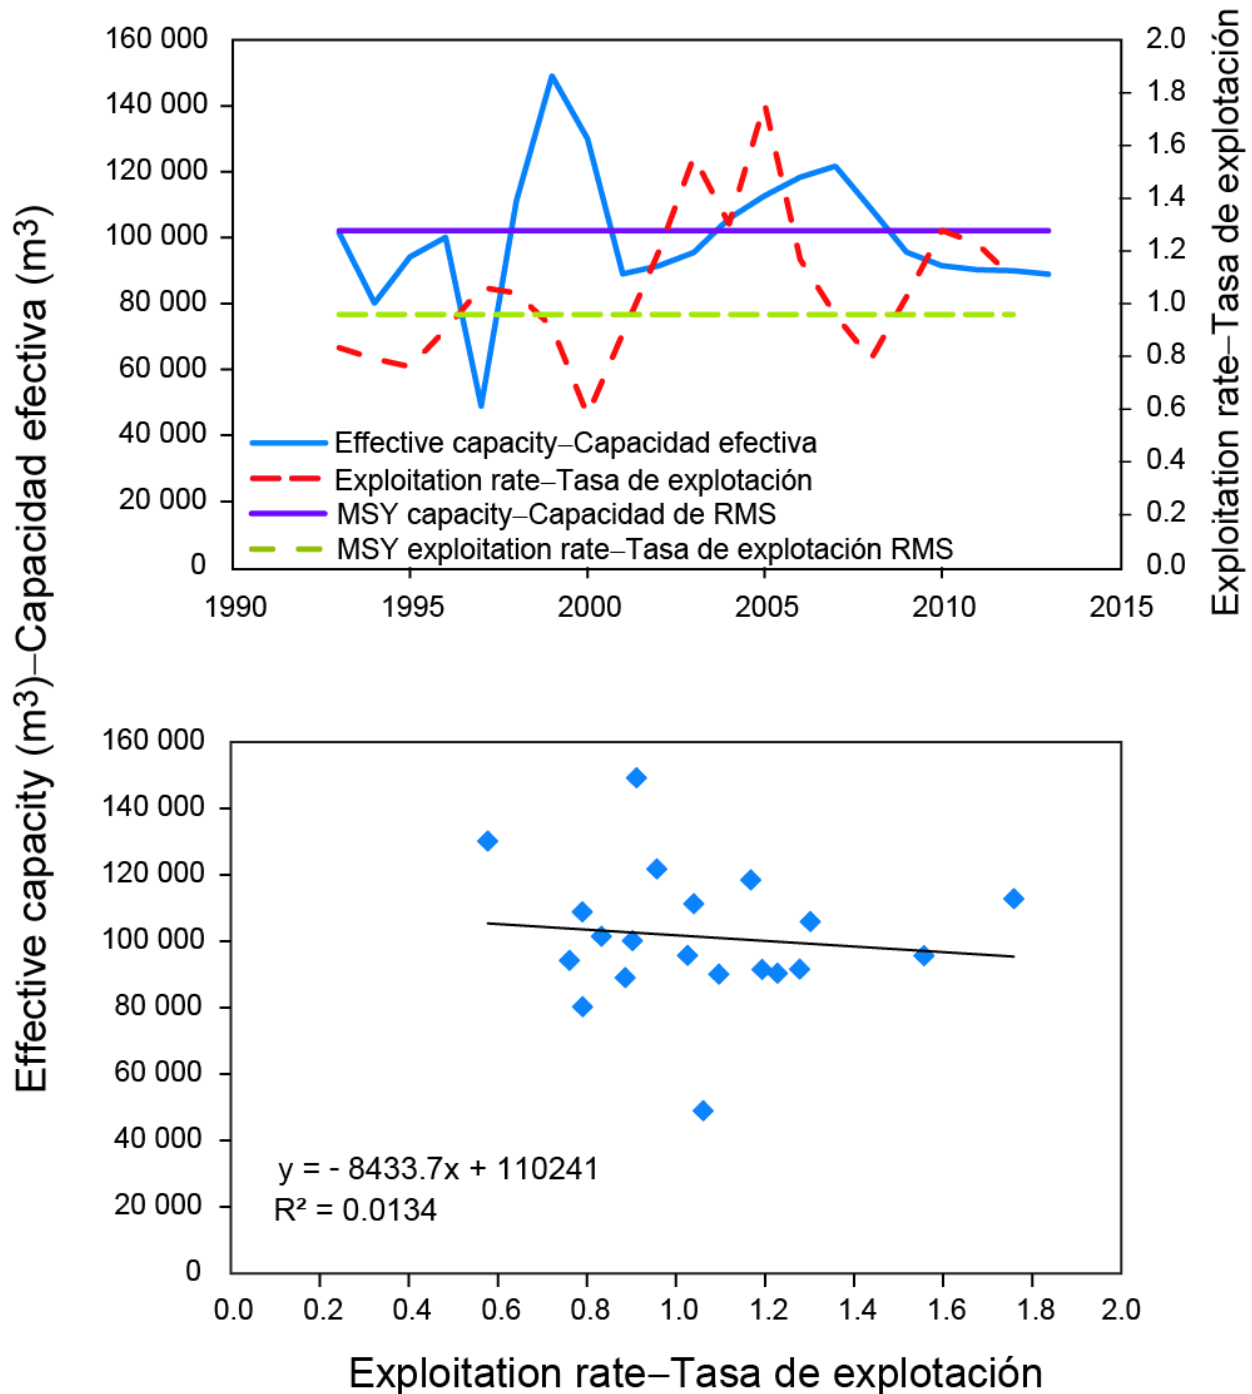 Effective capacity (m³)–Capacidad efectiva (m³)
160 000
140 000
120 000
100 000
80 000
60 000
40 000
20 000
0
2.0
1.8
1.6
1.4
1.2
1.0
0.8
0.6
0.4
0.2
0.0
Exploitation rate–Tasa de explotación
Effective capacity–Capacidad efectiva
Exploitation rate–Tasa de explotación
MSY capacity–Capacidad de RMS
MSY exploitation rate–Tasa de explotación RMS
1990 1995 2000 2005 2010 2015
160 000
140 000
120 000
100 000
80 000
60 000
40 000
20 000
0
y = - 8433.7x + 110241
R² = 0.0134
0.0 0.2 0.4 0.6 0.8 1.0 1.2 1.4 1.6 1.8 2.0
Exploitation rate–Tasa de explotación